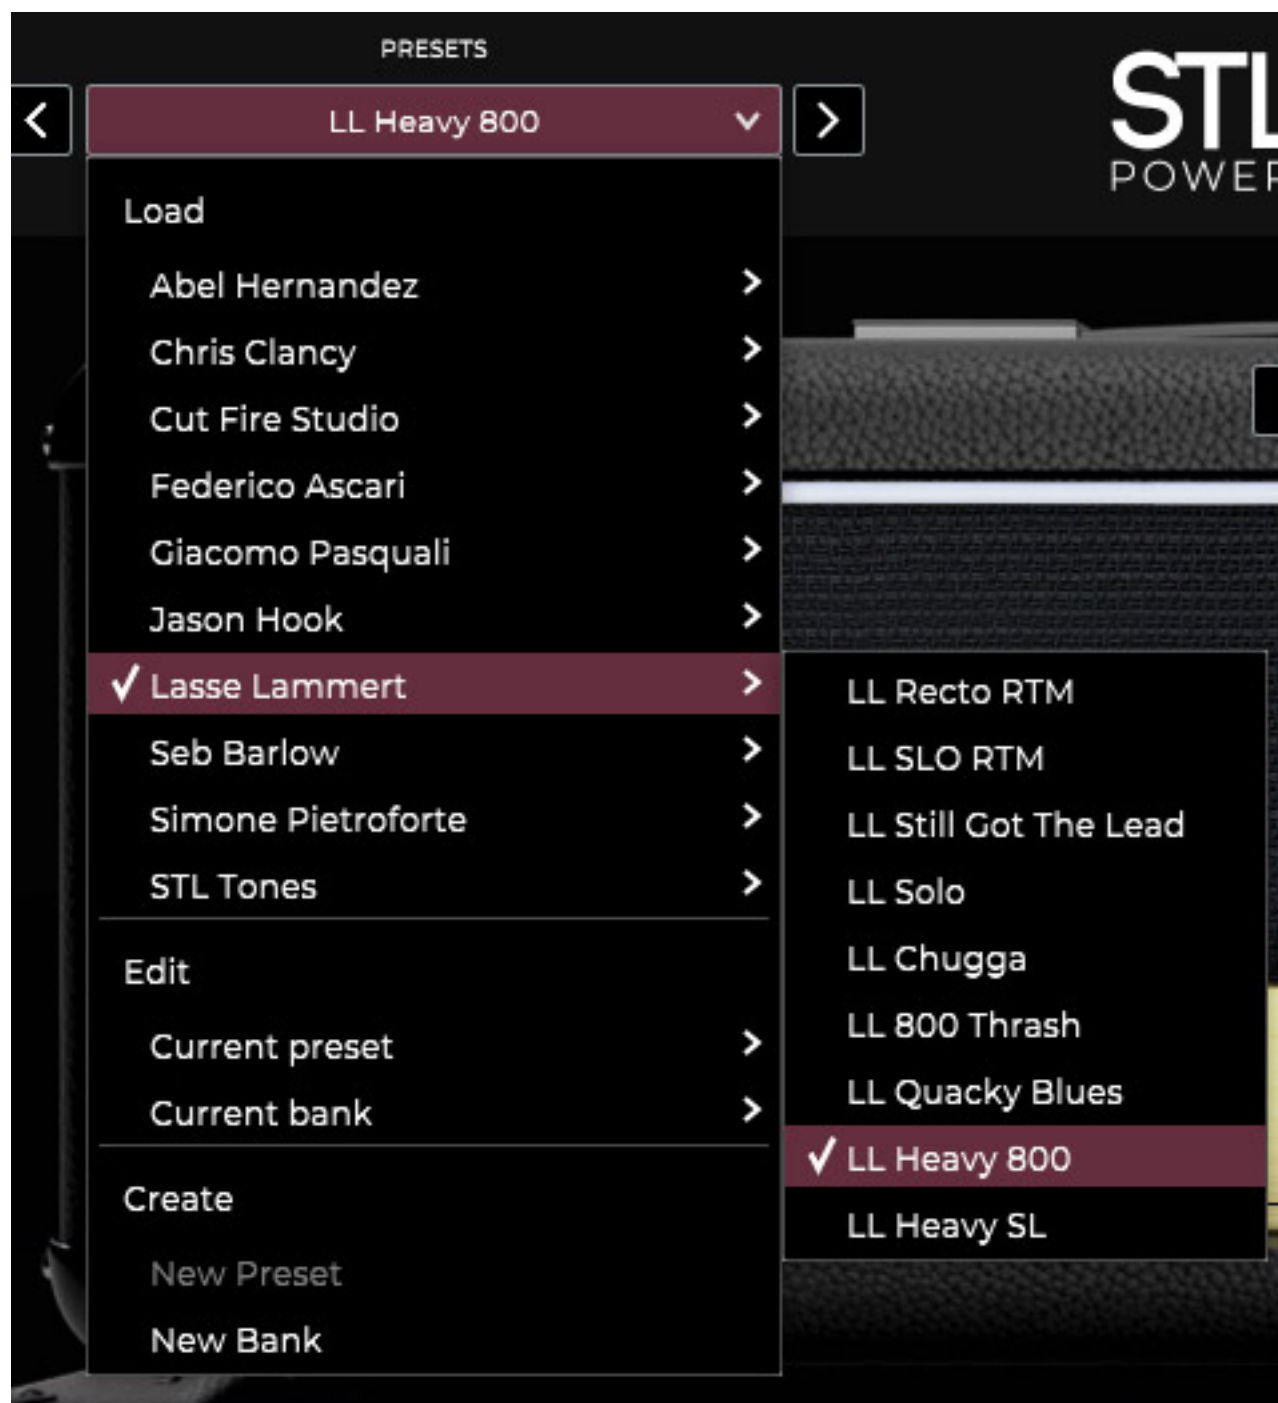 PRESETS
LL Heavy 800
STL
POWER
Load
Abel Hernandez
Chris Clancy
Cut Fire Studio
Federico Ascari
Giacomo Pasquali
Jason Hook
Lasse Lammert
Seb Barlow
Simone Pietroforte
STL Tones
Edit
Current preset
Current bank
Create
New Preset
New Bank
LL Recto RTM
LL SLO RTM
LL Still Got The Lead
LL Solo
LL Chugga
LL 800 Thrash
LL Quacky Blues
LL Heavy 800
LL Heavy SL